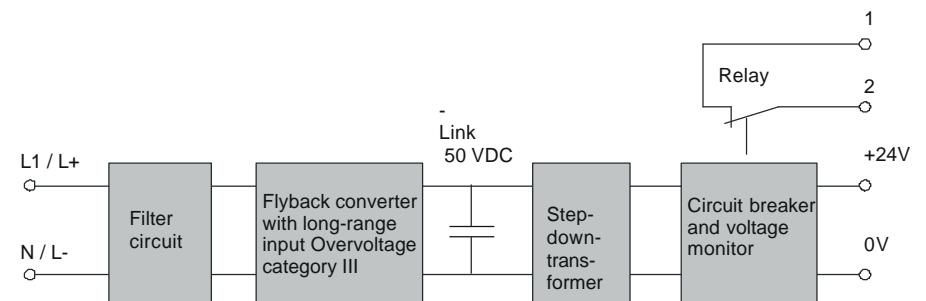 1
Relay
2
-
Link
50 VDC
L1 / L+
+24V
Filter
circuit
Flyback converter
with long-range
input Overvoltage
category III
Step-
down-
trans-
former
Circuit breaker
and voltage
monitor
N / L-
0V